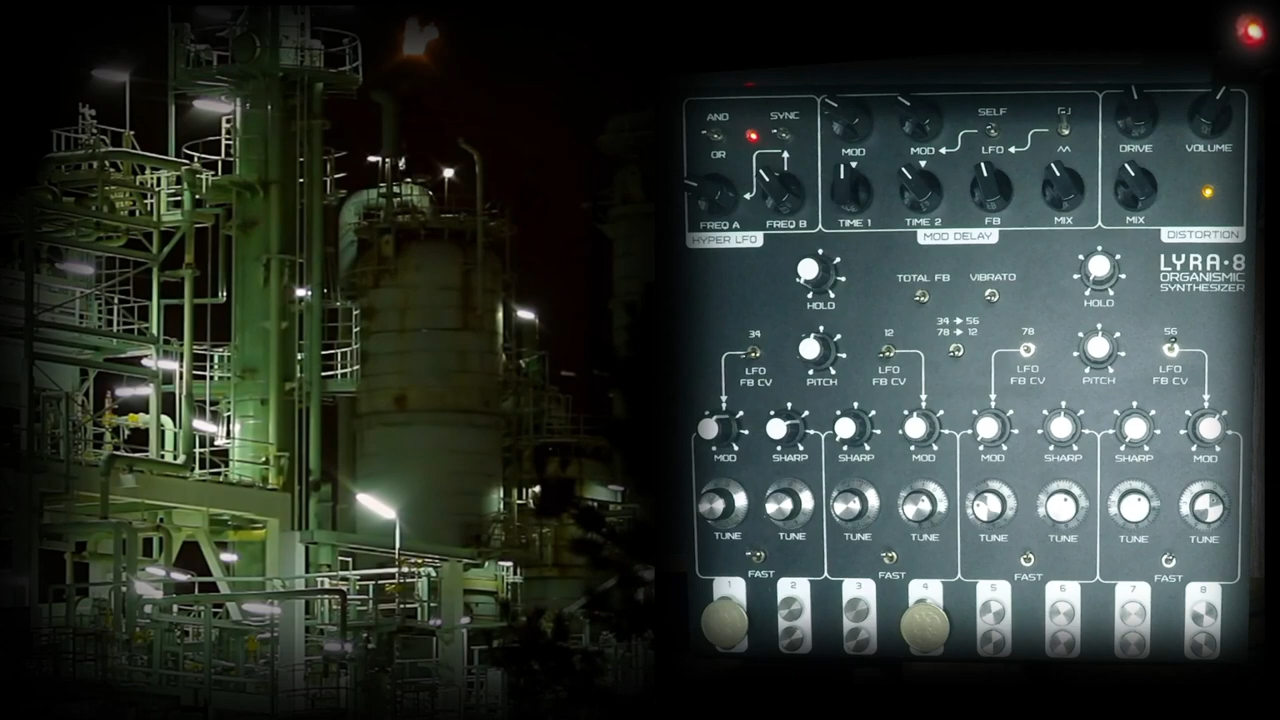 AND
SYNC
OR
FREQ A
FREQ B
HYPER LFO
SELF
MOD
MOD
LFO
TIME 1
TIME 2
FB
MIX
MOD DELAY
DRIVE
VOLUME
MIX
DISTORTION
LYRA-8
ORGANISMIC
SYNTHESIZER
HOLD
TOTAL FB
VIBRATO
HOLD
34 → 56
78 → 12
34
LFO
FB CV
PITCH
12
LFO
FB CV
78
LFO
FB CV
PITCH
56
LFO
FB CV
MOD
SHARP
SHARP
MOD
MOD
SHARP
SHARP
MOD
TUNE
TUNE
TUNE
TUNE
TUNE
TUNE
TUNE
TUNE
FAST
FAST
FAST
FAST
1
2
3
4
5
6
7
8